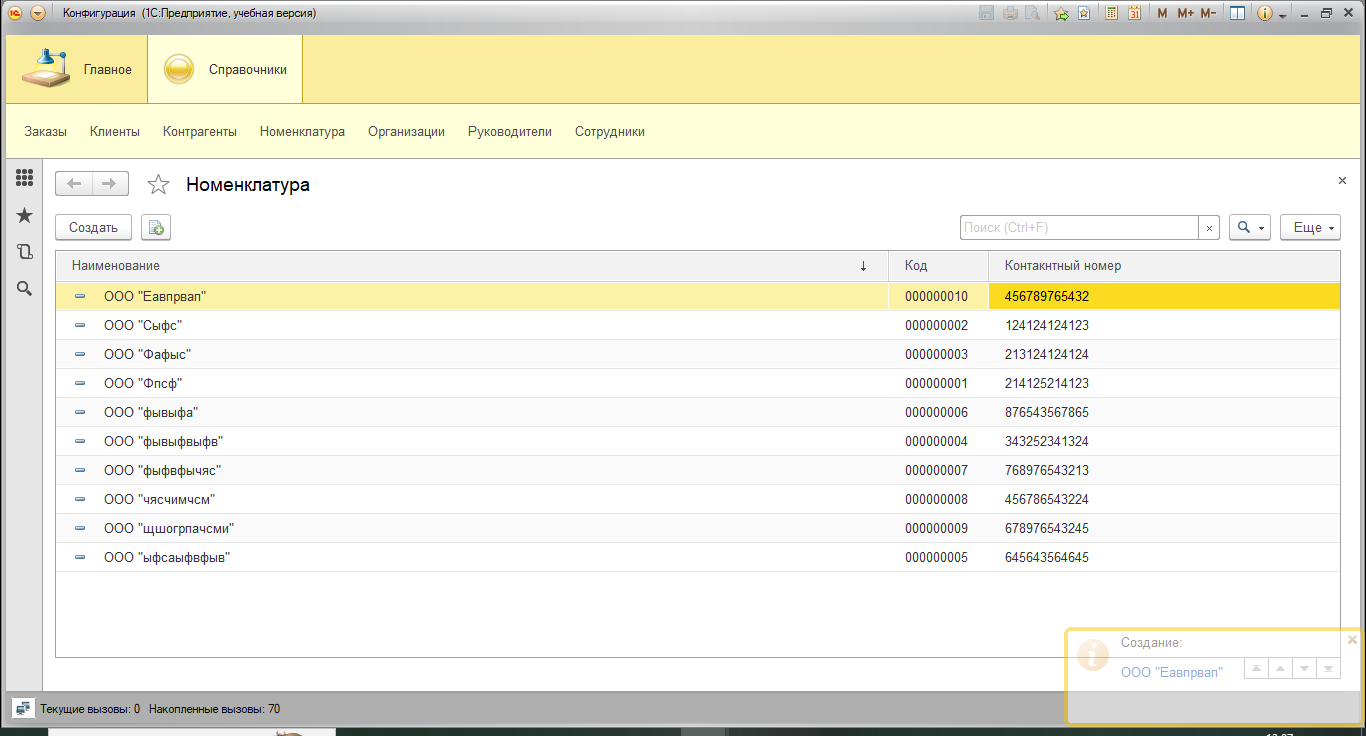 Конфигурация (1С:Предприятие, учебная версия)
M M+ M-
Главное
Справочники
Заказы Клиенты Контрагенты Номенклатура Организации Руководители Сотрудники
Номенклатура
Создать
Поиск (Ctrl+F)
Еще
Наименование Код Контакнтный номер
ООО "Еавпрвап" 000000010 456789765432
ООО "Сыфс" 000000002 124124124123
ООО "Фафыс" 000000003 213124124124
ООО "Фпсф" 000000001 214125214123
ООО "фывыфа" 000000006 876543567865
ООО "фывыфвыфв" 000000004 343252341324
ООО "фыфвфычяс" 000000007 768976543213
ООО "чясчимчсм" 000000008 456786543224
ООО "щшогрпачсми" 000000009 678976543245
ООО "ыфсаыфвфыв" 000000005 645643564645
Создание:
ООО "Еавпрвап"
Текущие вызовы: 0 Накопленные вызовы: 70